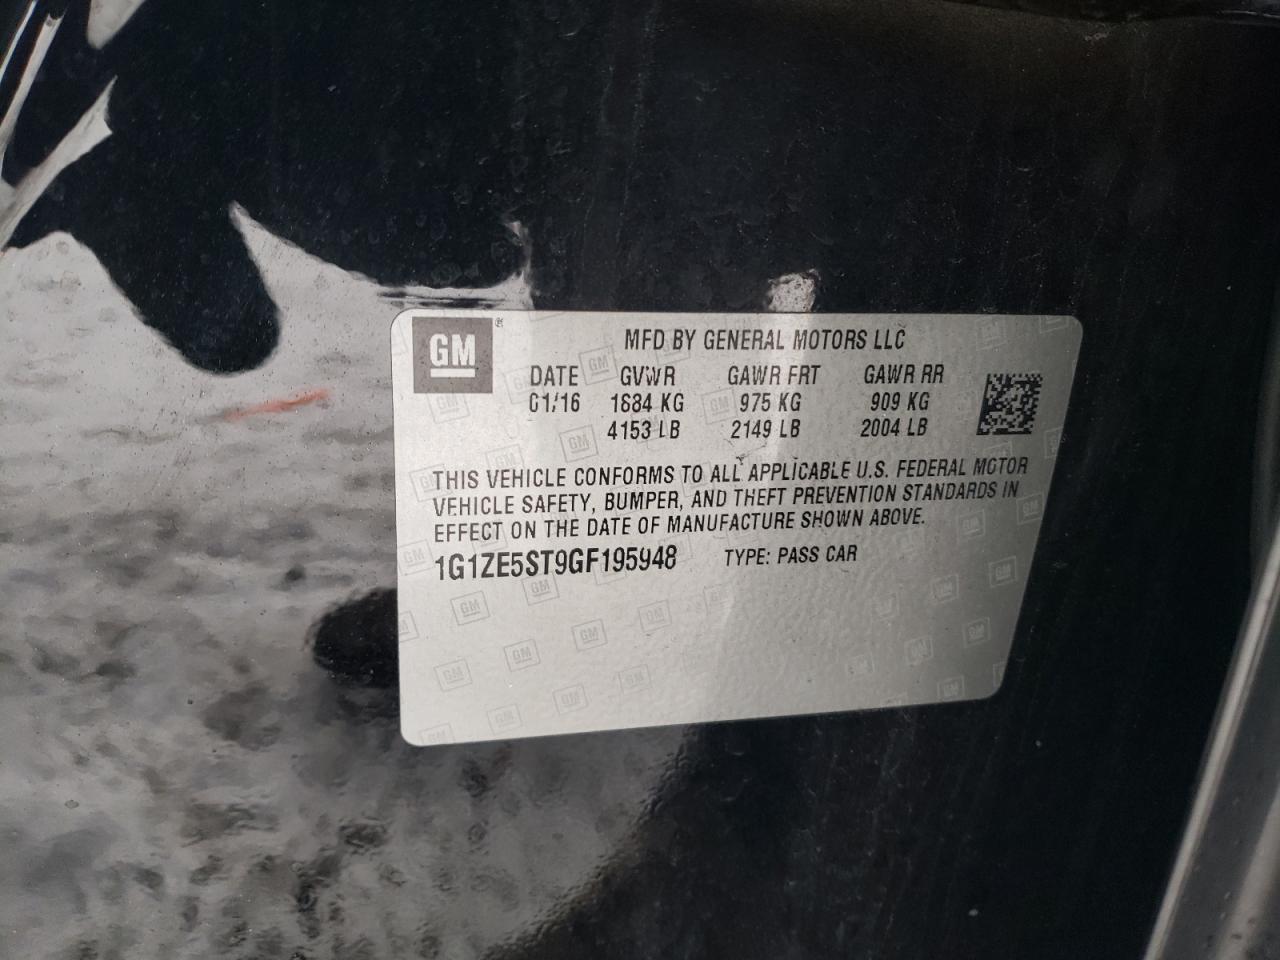 GM
MFD BY GENERAL MOTORS LLC
DATE GVWR GAWR FRT GAWR RR
01/16 1884 KG 975 KG 909 KG
4153 LB 2149 LB 2004 LB
THIS VEHICLE CONFORMS TO ALL APPLICABLE U.S. FEDERAL MOTOR
VEHICLE SAFETY, BUMPER, AND THEFT PREVENTION STANDARDS IN
EFFECT ON THE DATE OF MANUFACTURE SHOWN ABOVE.
1G1ZE5ST9GF195948 TYPE: PASS CAR